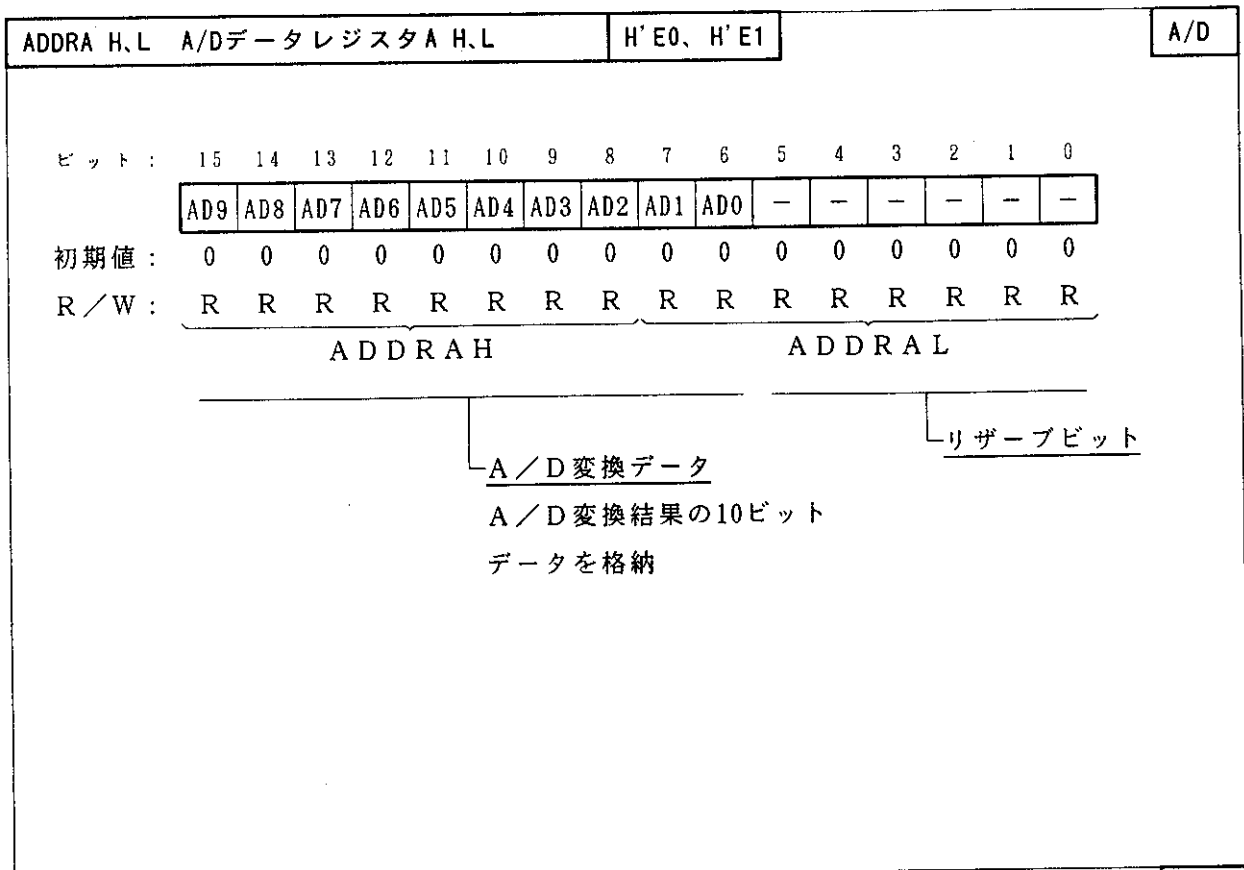 ADDRA H、L A/DデータレジスタA H、L H'E0、H'E1 A/D
ビット: 15 14 13 12 11 10 9 8 7 6 5 4 3 2 1 0
AD9 AD8 AD7 AD6 AD5 AD4 AD3 AD2 AD1 AD0 − − − − − −
初期値: 0 0 0 0 0 0 0 0 0 0 0 0 0 0 0 0
R/W: R R R R R R R R R R R R R R R R
ADDRAH ADDRAL
リザーブビット
A/D変換データ
A/D変換結果の10ビット
データを格納